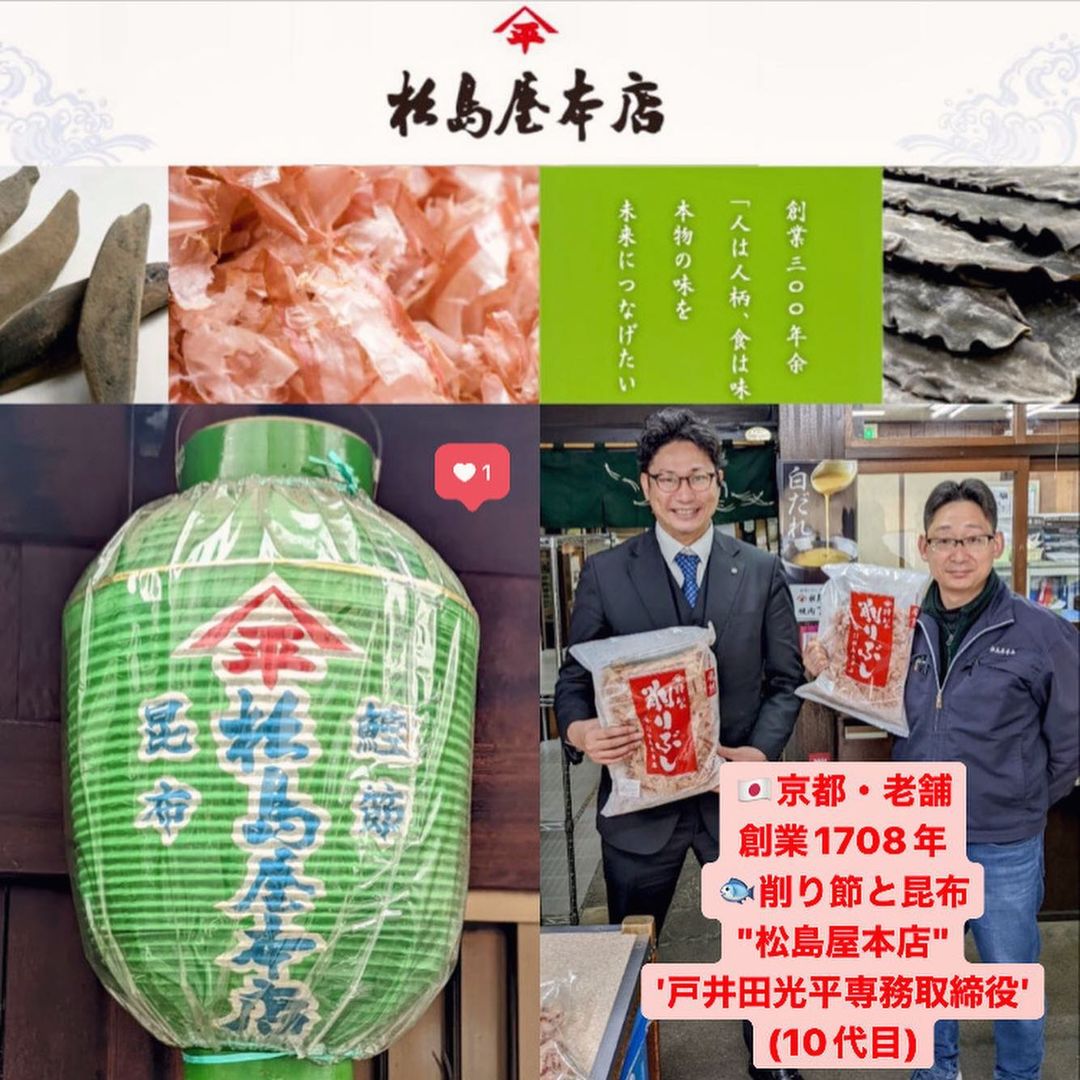 平
松島屋本店
創業三〇〇年余
「人は人柄、食は味
本物の味を
未来につなげたい
1
平
鰹節
松島屋本店
昆布
白だれ
特製
削りぶし
削りぶし
🇯🇵京都・老舗
創業1708年
🐟削り節と昆布
"松島屋本店"
'戸井田光平専務取締役'
(10代目)